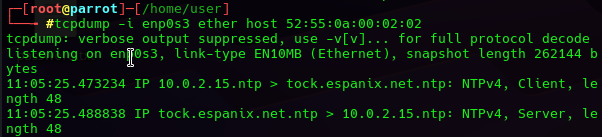 [root@parrot]-[/home/user]
#tcpdump -i enp0s3 ether host 52:55:0a:00:02:02
tcpdump: verbose output suppressed, use -v[v]... for full protocol decode
listening on enp0s3, link-type EN10MB (Ethernet), snapshot length 262144 b
ytes
11:05:25.473234 IP 10.0.2.15.ntp > tock.espanix.net.ntp: NTPv4, Client, le
ngth 48
11:05:25.488838 IP tock.espanix.net.ntp > 10.0.2.15.ntp: NTPv4, Server, le
ngth 48